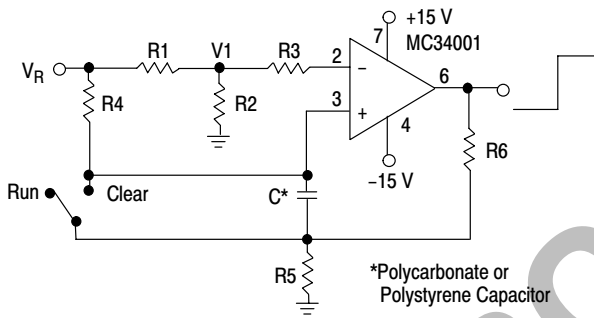 +15 V
MC34001
R1
V1
R3
VR
7
2
6
R4
R2
3
4
R6
–
+
Run
Clear
C*
–15 V
R5
*Polycarbonate or
Polystyrene Capacitor